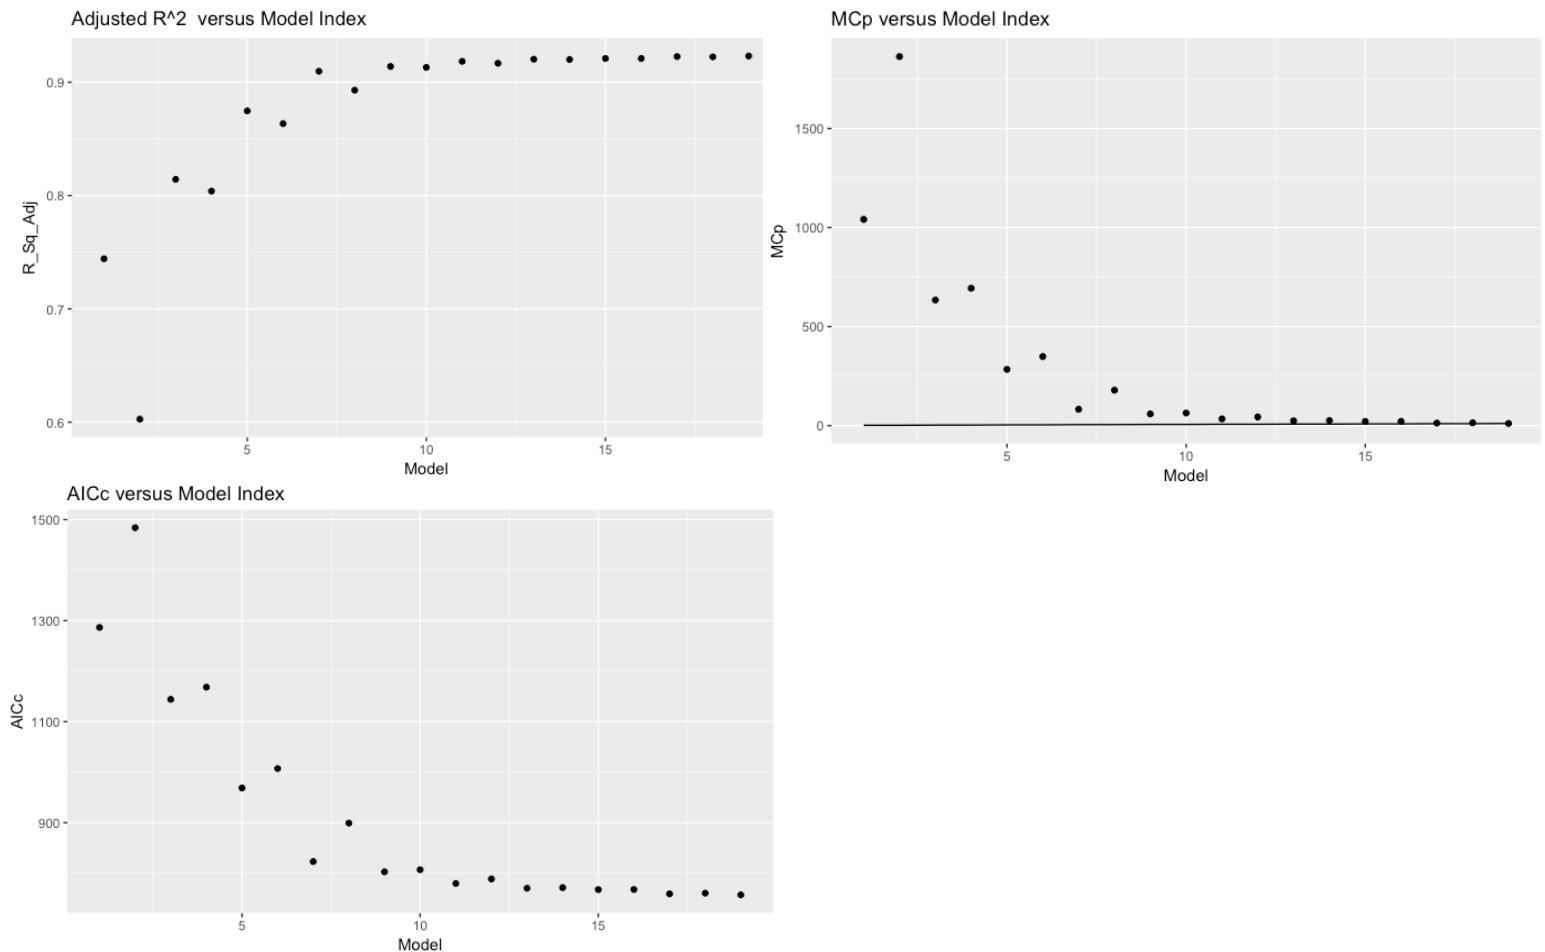 Adjusted R^2  versus Model Index
R_Sq_Adj
0.9
0.8
0.7
0.6
5 10 15
Model
MCp versus Model Index
MCp
1500
1000
500
0
5 10 15
Model
AICc versus Model Index
AICc
1500
1300
1100
900
5 10 15
Model